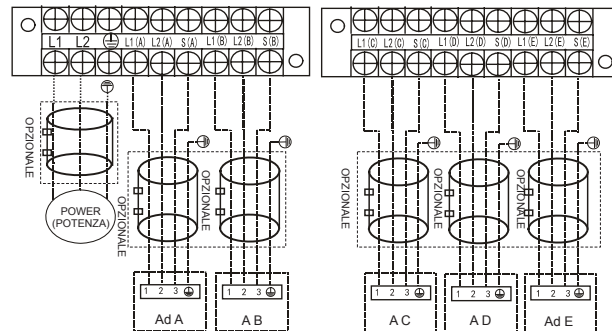 L1 L2 L1(A) L2(A) S(A) L1(B) L2(B) S(B)
L1(C) L2(C) S(C) L1(D) L2(D) S(D) L1(E) L2(E) S(E)
OPZIONALE
POWER
(POTENZA)
OPZIONALE
OPZIONALE
OPZIONALE
OPZIONALE
OPZIONALE
1 2 3
1 2 3
1 2 3
1 2 3
1 2 3
Ad A
A B
A C
A D
Ad E